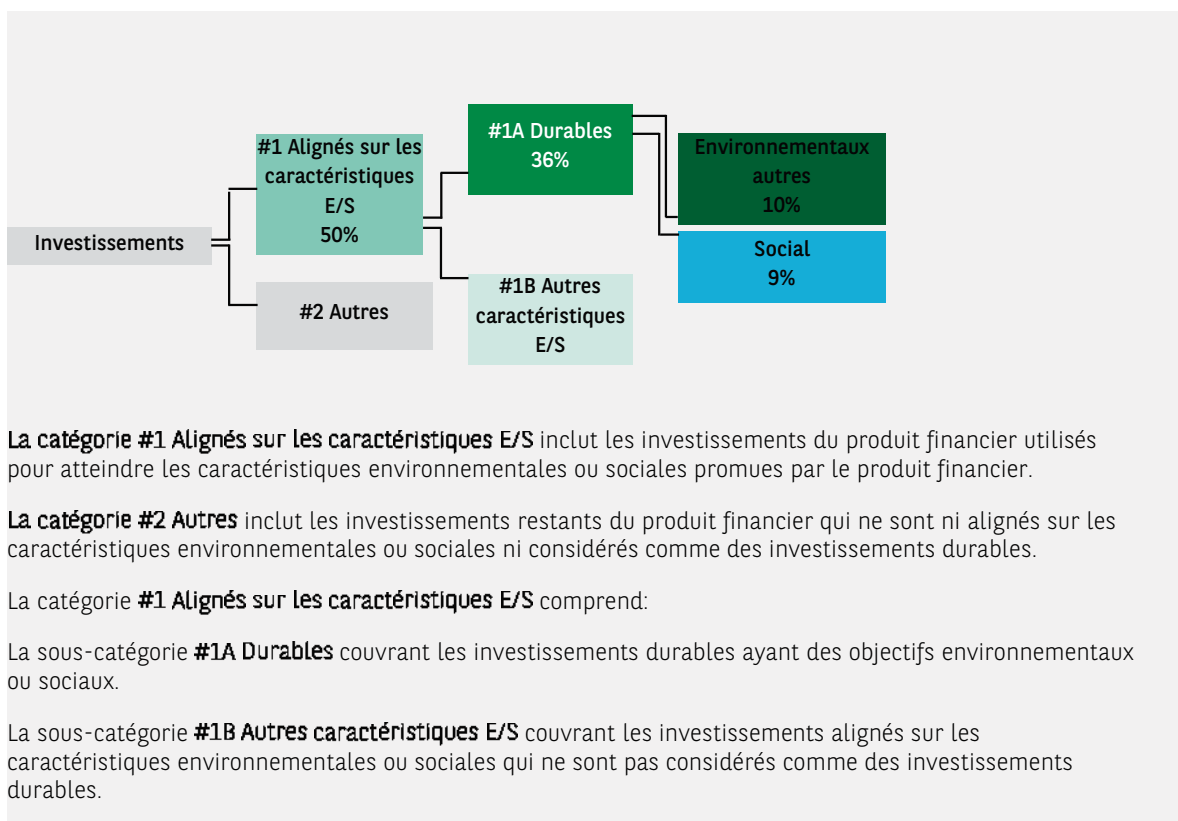 #1A Durables
36%
#1 Alignés sur les
caractéristiques
E/S
50%
Environnementaux
autres
10%
Investissements
Social
9%
#2 Autres
#1B Autres
caractéristiques
E/S
La catégorie #1 Alignés sur les caractéristiques E/S inclut les investissements du produit financier utilisés
pour atteindre les caractéristiques environnementales ou sociales promues par le produit financier.
La catégorie #2 Autres inclut les investissements restants du produit financier qui ne sont ni alignés sur les
caractéristiques environnementales ou sociales ni considérés comme des investissements durables.
La catégorie #1 Alignés sur les caractéristiques E/S comprend:
La sous-catégorie #1A Durables couvrant les investissements durables ayant des objectifs environnementaux
ou sociaux.
La sous-catégorie #1B Autres caractéristiques E/S couvrant les investissements alignés sur les
caractéristiques environnementales ou sociales qui ne sont pas considérés comme des investissements
durables.